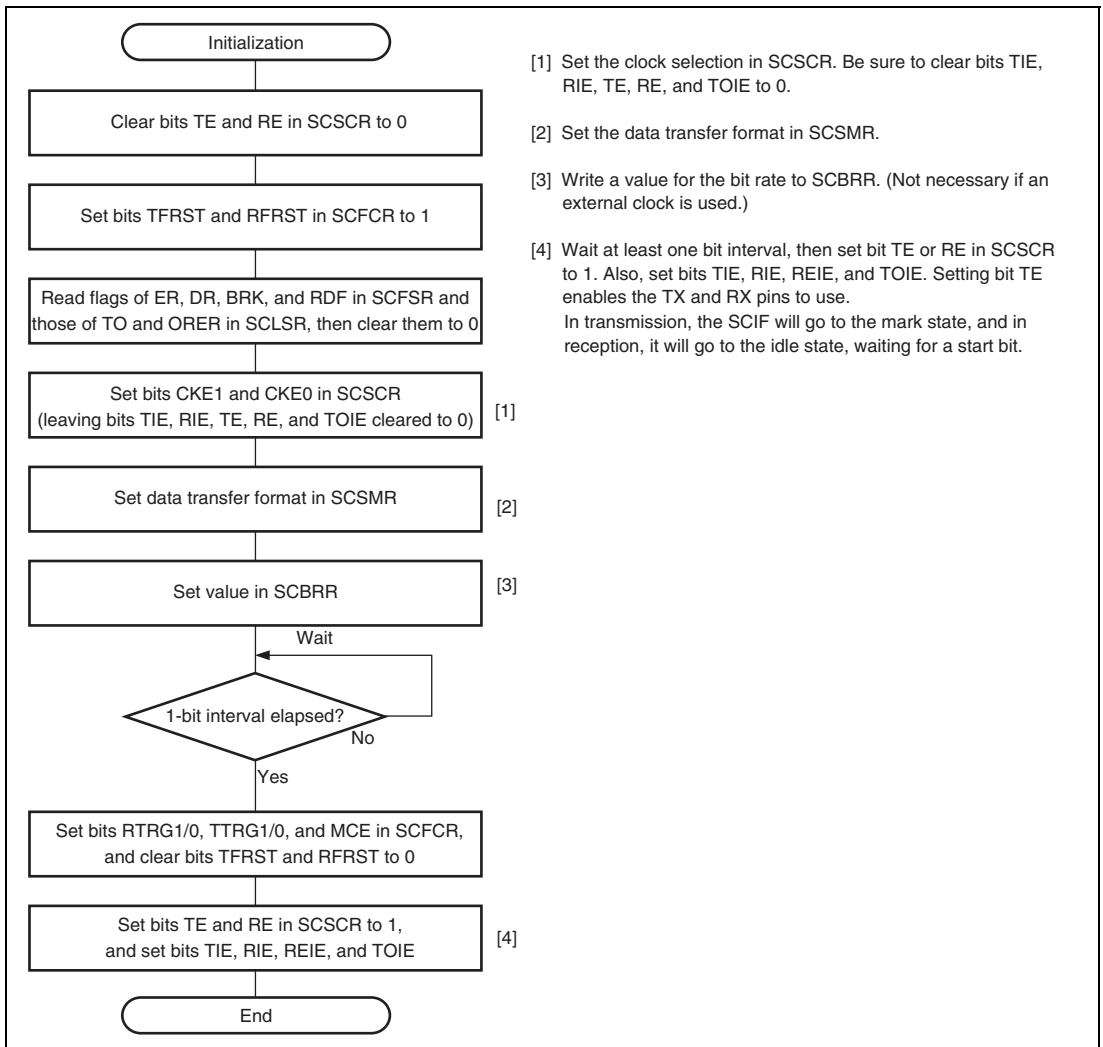 Initialization
Clear bits TE and RE in SCSCR to 0
Set bits TFRST and RFRST in SCFCR to 1
Read flags of ER, DR, BRK, and RDF in SCFSR and
those of TO and ORER in SCLSR, then clear them to 0
Set bits CKE1 and CKE0 in SCSCR
(leaving bits TIE, RIE, TE, RE, and TOIE cleared to 0)
[1]
Set data transfer format in SCSMR
[2]
Set value in SCBRR
[3]
Wait
1-bit interval elapsed?
No
Yes
Set bits RTRG1/0, TTRG1/0, and MCE in SCFCR,
and clear bits TFRST and RFRST to 0
Set bits TE and RE in SCSCR to 1,
and set bits TIE, RIE, REIE, and TOIE
[4]
End
[1] Set the clock selection in SCSCR. Be sure to clear bits TIE,
RIE, TE, RE, and TOIE to 0.
[2] Set the data transfer format in SCSMR.
[3] Write a value for the bit rate to SCBRR. (Not necessary if an
external clock is used.)
[4] Wait at least one bit interval, then set bit TE or RE in SCSCR
to 1. Also, set bits TIE, RIE, REIE, and TOIE. Setting bit TE
enables the TX and RX pins to use.
In transmission, the SCIF will go to the mark state, and in
reception, it will go to the idle state, waiting for a start bit.